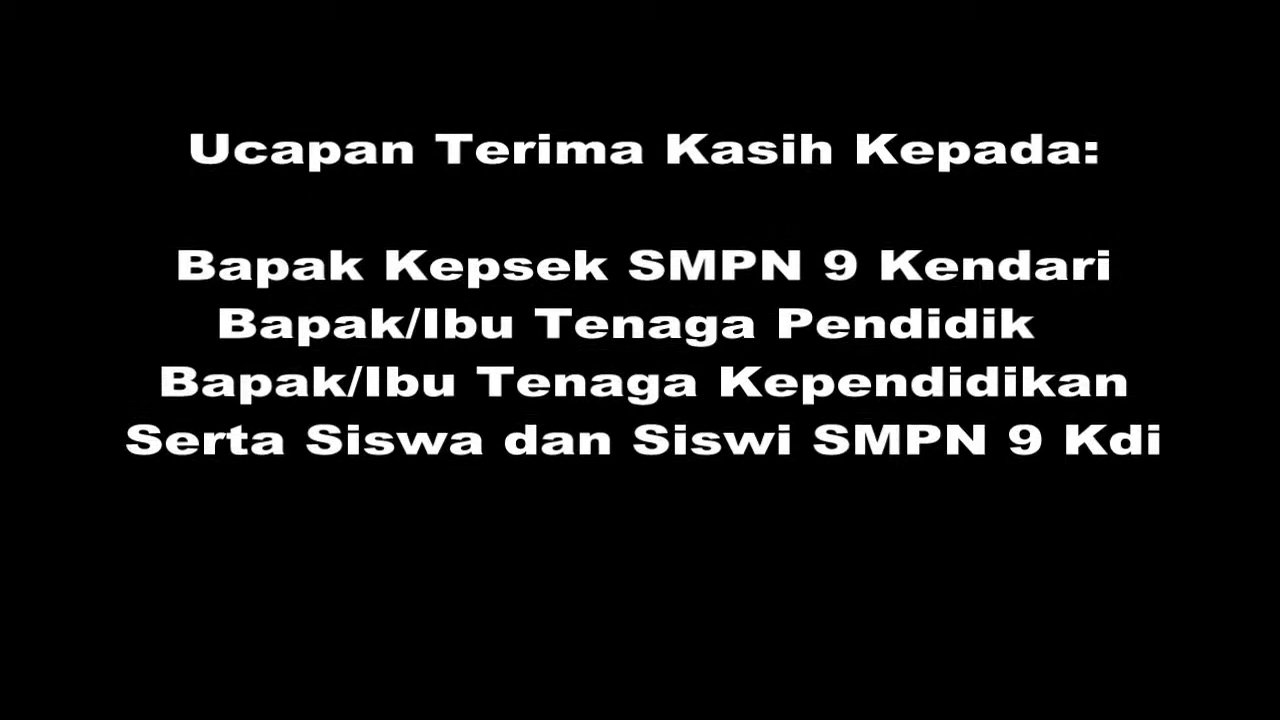 Ucapan Terima Kasih Kepada:
Bapak Kepsek SMPN 9 Kendari
Bapak/Ibu Tenaga Pendidik
Bapak/Ibu Tenaga Kependidikan
Serta Siswa dan Siswi SMPN 9 Kdi